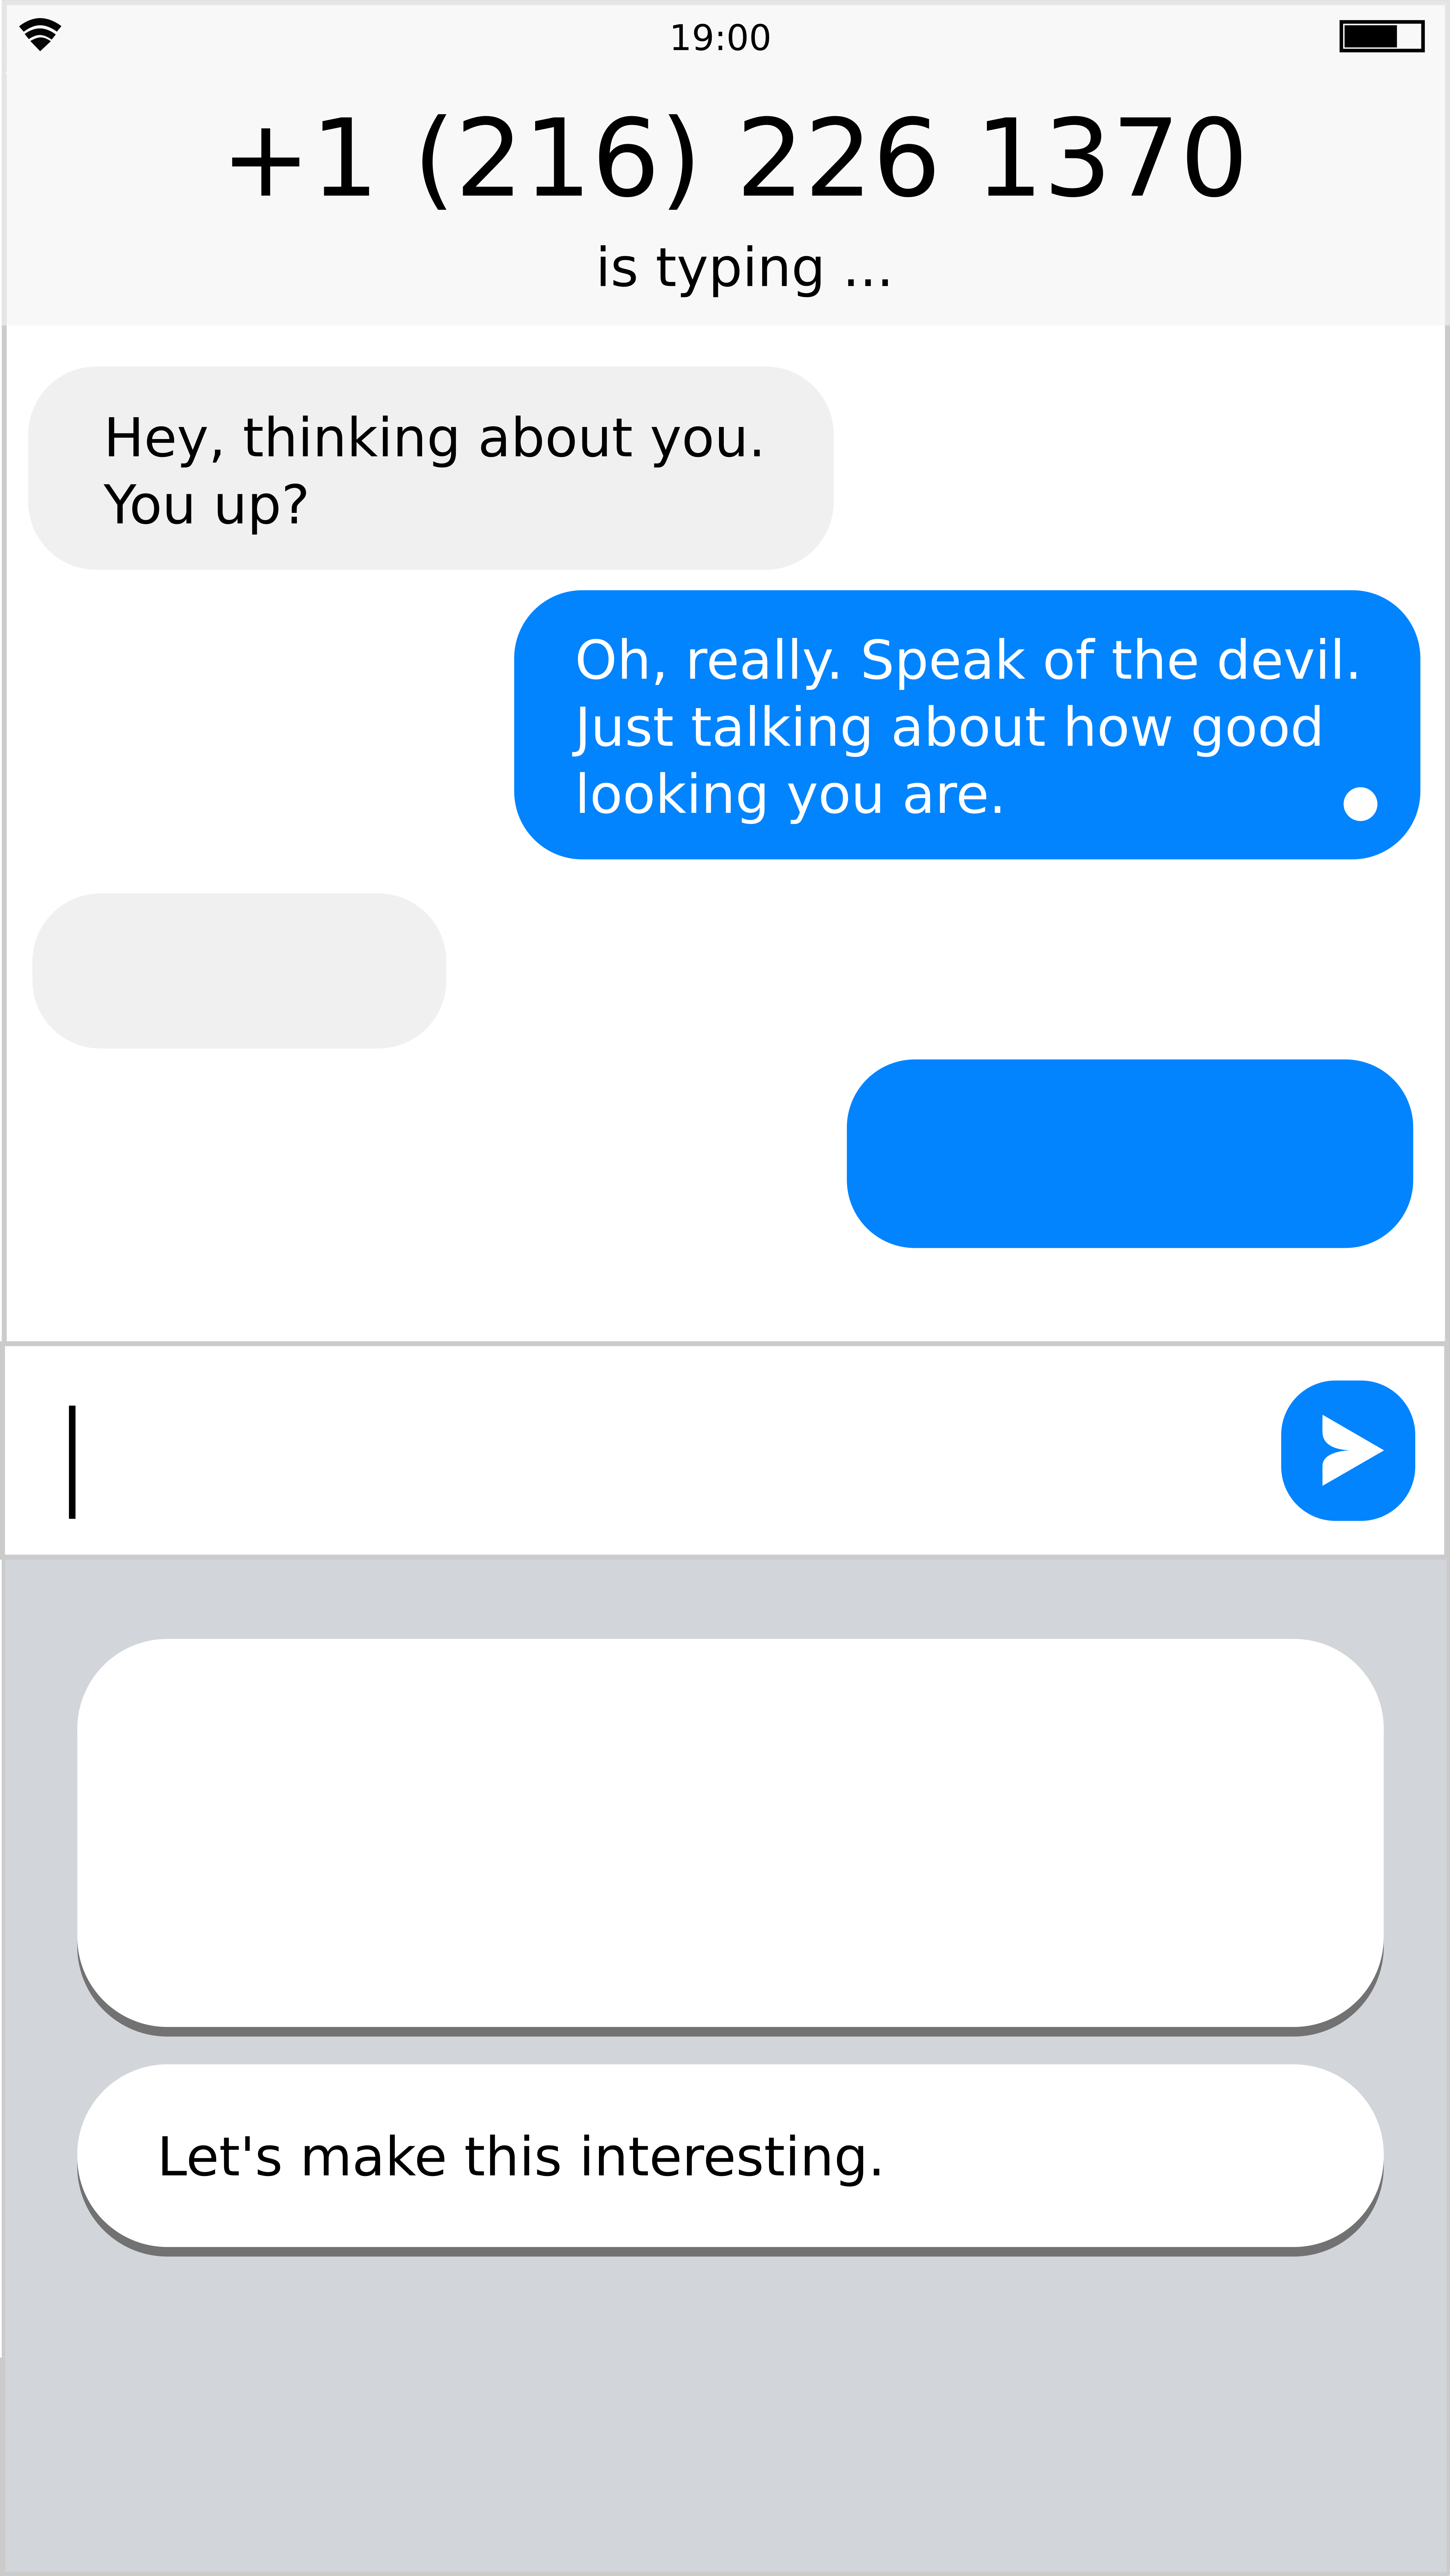 19:00
+1 (216) 226 1370
is typing ...
Hey, thinking about you.
You up?
Oh, really. Speak of the devil.
Just talking about how good
looking you are.
Let's make this interesting.